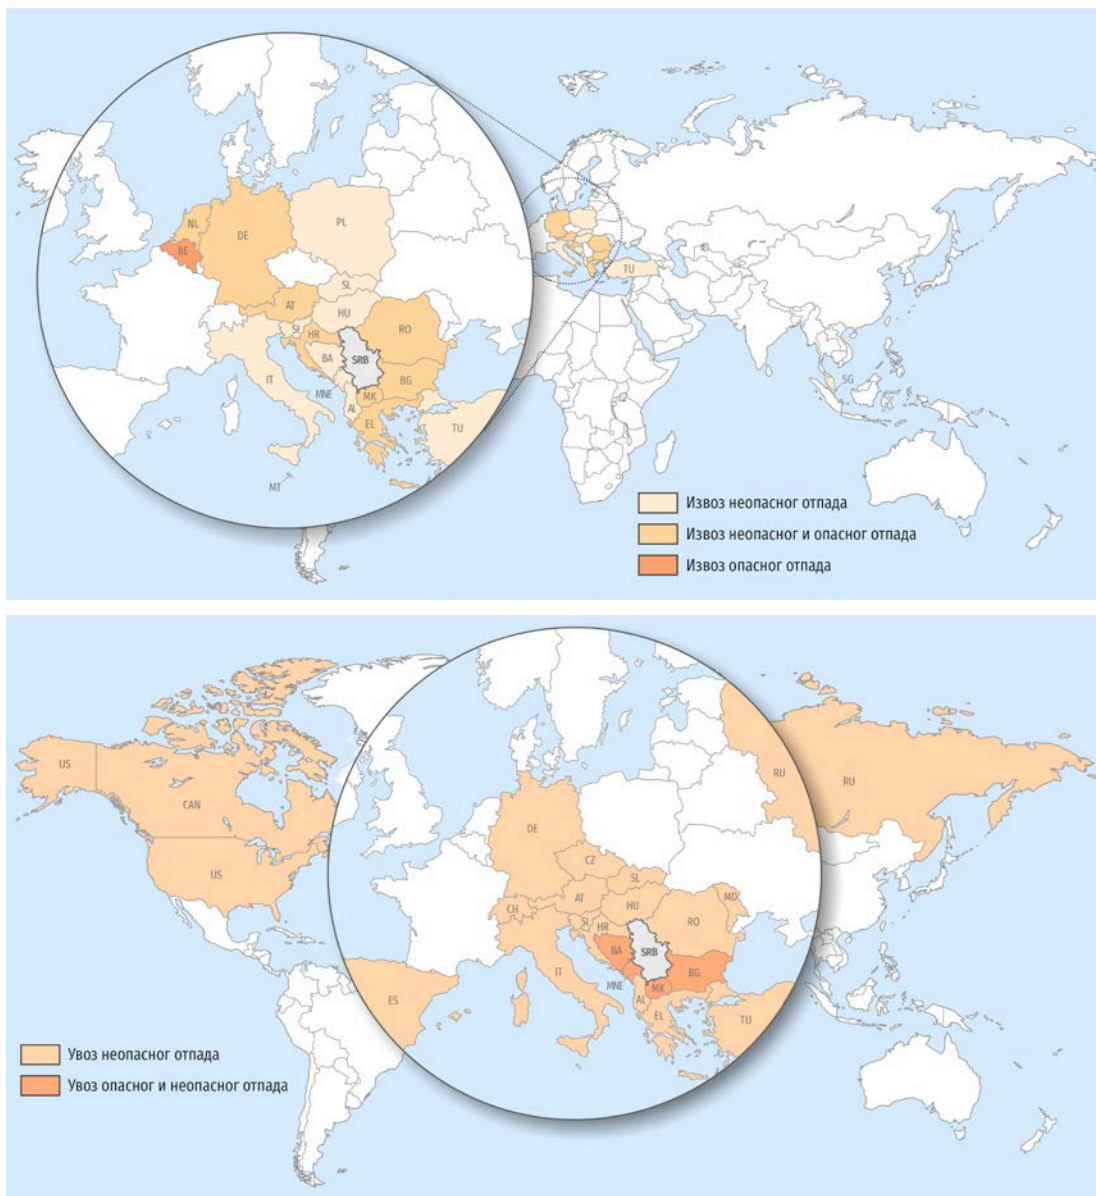 NL
DE
PL
BE
SL
AT
HU
RO
SI
HR
BA
SRB
IT
MNE
BG
MK
AL
EL
TU
MT
TU
SG
Извоз неопасног отпада
Извоз неопасног и опасног отпада
Извоз опасног отпада
US
CAN
US
RU
RU
DE
CZ
SL
AT
CH
HU
MD
RO
SI
HR
BA
SRB
IT
MNE
BG
MK
AL
EL
ES
TU
Увоз неопасног отпада
Увоз опасног и неопасног отпада